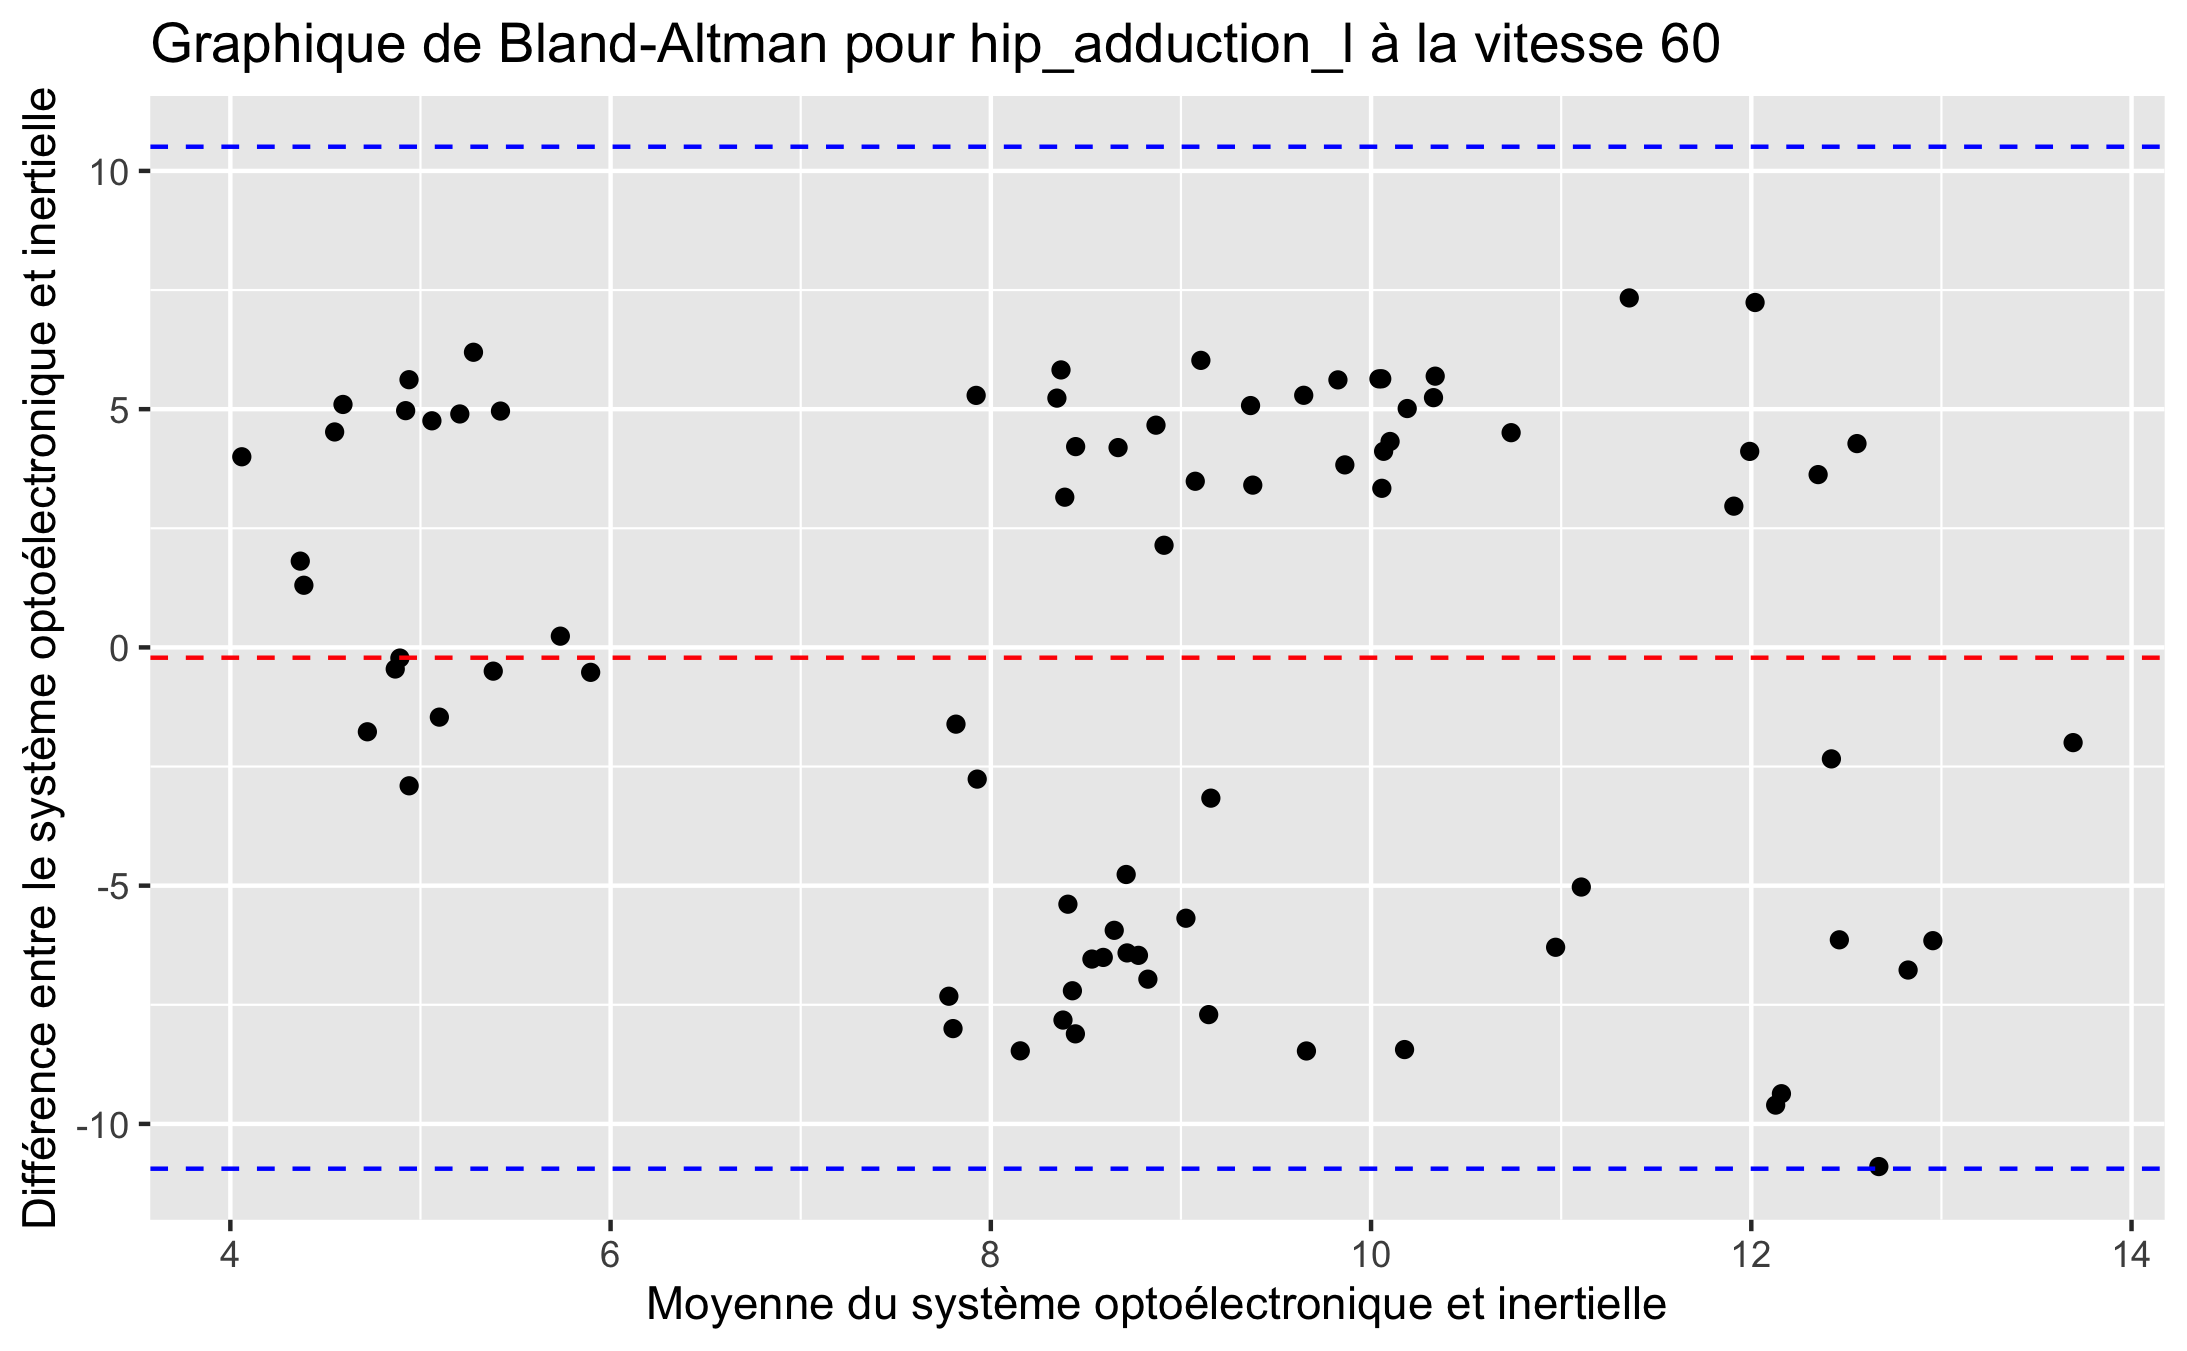 Graphique de Bland-Altman pour hip_adduction_l à la vitesse 60
Différence entre le système optoélectronique et inertielle
10
5
0
-5
-10
4 6 8 10 12 14
Moyenne du système optoélectronique et inertielle